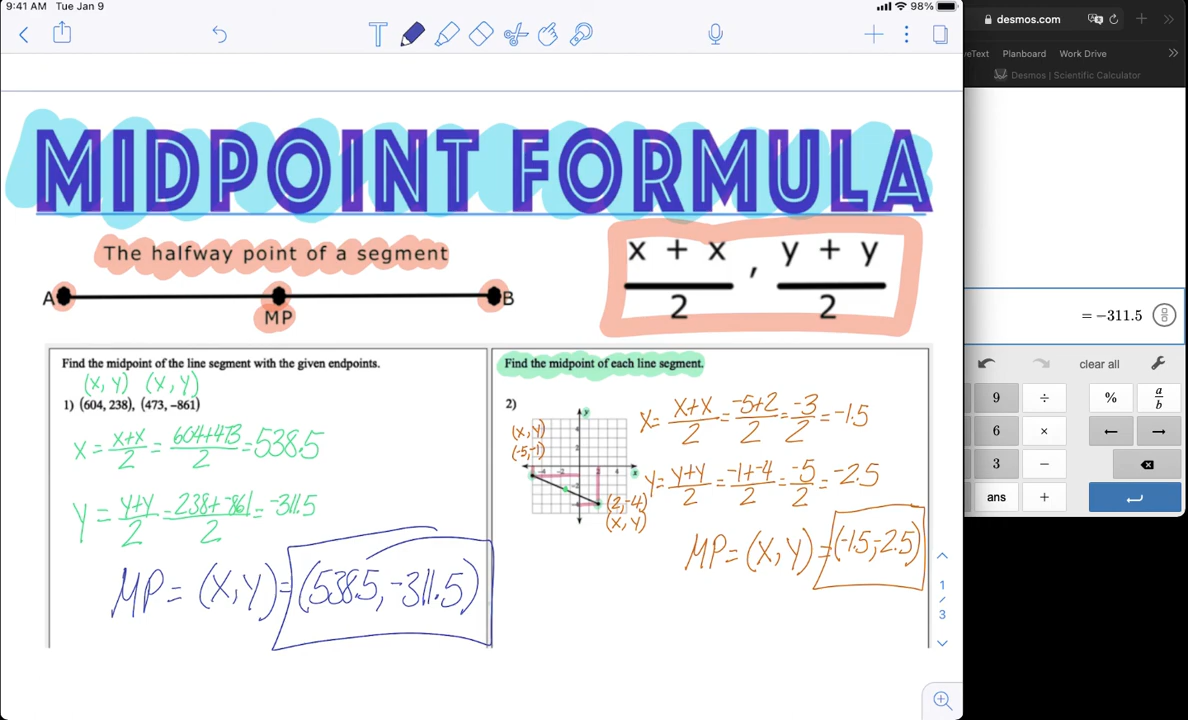 9:41 AM Tue Jan 9
98%
desmos.com
veText Planboard Work Drive
Desmos | Scientific Calculator
MIDPOINT FORMULA
The halfway point of a segment
x + x
2
,
y + y
2
A
B
MP
= −311.5
clear all
9 ÷ % a/b
6 × ← →
3 −
ans +
Find the midpoint of the line segment with the given endpoints.
(x, y) (x, y)
1) (604, 238), (473, −861)
x = x+x/2 = 604+473/2 = 538.5
y = y+y/2 = 238+-861/2 = -311.5
MP = (x, y) = (538.5, -311.5)
Find the midpoint of each line segment.
2)
(x, y)
(-5,-1)
y
x
(2,-4)
(x, y)
x = x+x/2 = -5+2/2 = -3/2 = -1.5
y = y+y/2 = -1+-4/2 = -5/2 = -2.5
MP = (x, y) = (-1.5, -2.5)
1
/
3